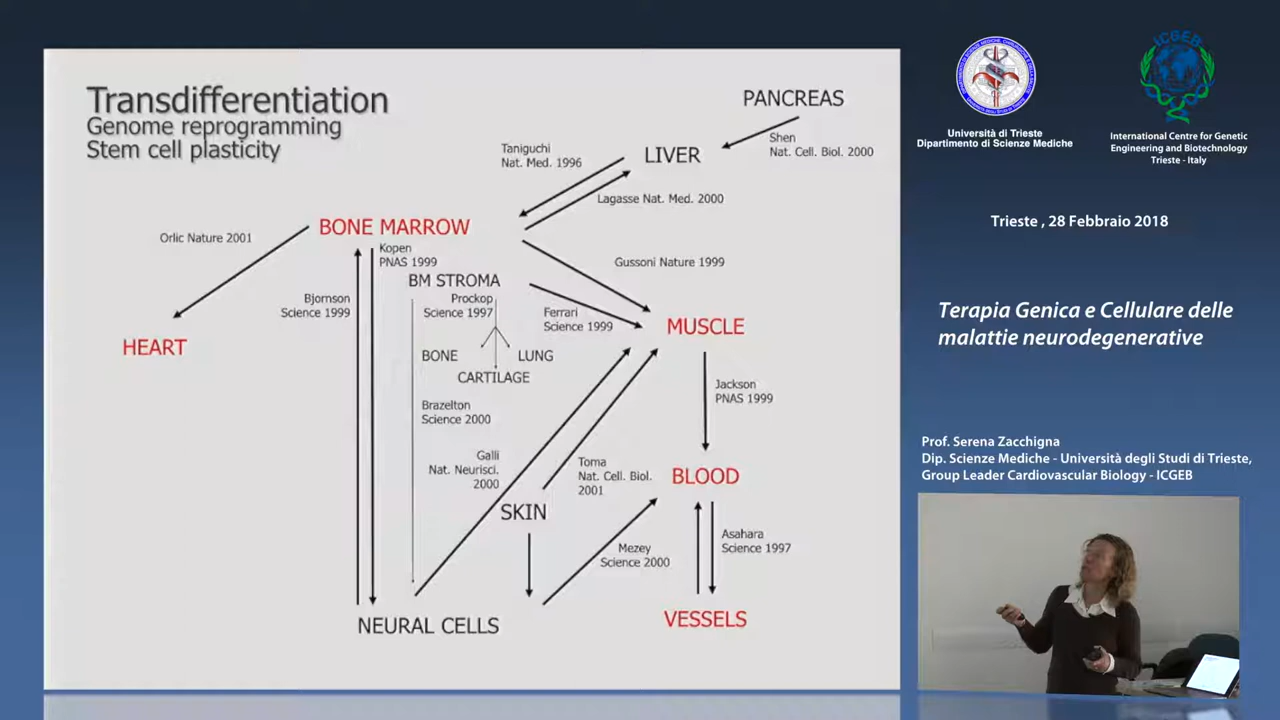 Transdifferentiation
Genome reprogramming
Stem cell plasticity
PANCREAS
Shen
Nat. Cell. Biol. 2000
Taniguchi
Nat. Med. 1996
LIVER
Lagasse Nat. Med. 2000
BONE MARROW
Orlic Nature 2001
Kopen
PNAS 1999
Gussoni Nature 1999
BM STROMA
Bjornson
Science 1999
Prockop
Science 1997
Ferrari
Science 1999
MUSCLE
HEART
BONE
LUNG
CARTILAGE
Jackson
PNAS 1999
Brazelton
Science 2000
Galli
Nat. Neurisci.
2000
Toma
Nat. Cell. Biol.
2001
BLOOD
SKIN
Mezey
Science 2000
Asahara
Science 1997
NEURAL CELLS
VESSELS
ICGEB
Università di Trieste
Dipartimento di Scienze Mediche
International Centre for Genetic
Engineering and Biotechnology
Trieste - Italy
Trieste , 28 Febbraio 2018
Terapia Genica e Cellulare delle
malattie neurodegenerative
Prof. Serena Zacchigna
Dip. Scienze Mediche - Università degli Studi di Trieste,
Group Leader Cardiovascular Biology - ICGEB